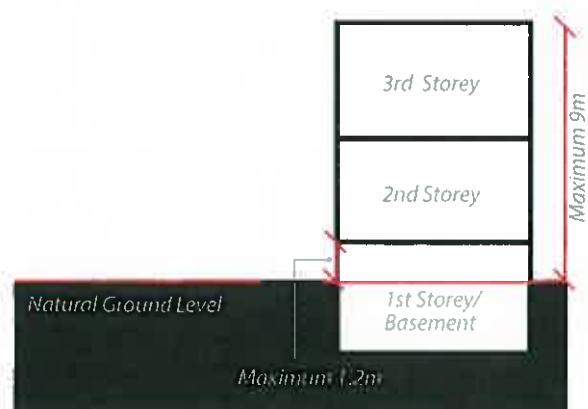 3rd Storey
2nd Storey
Maximum 9m
Natural Ground Level
1st Storey/
Basement
Maximum 1.2m